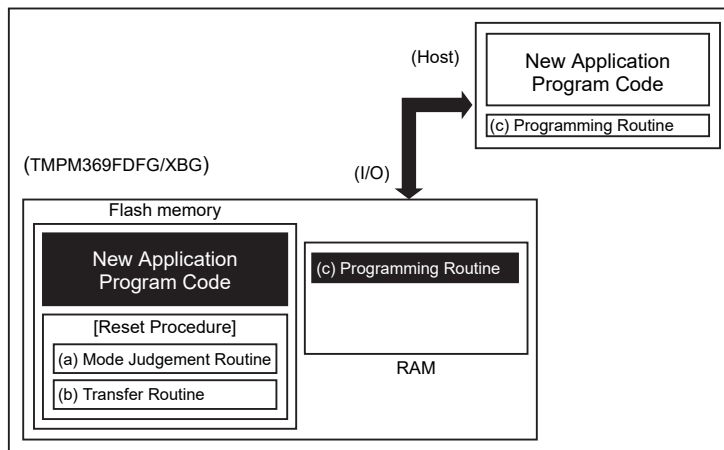 (Host)
New Application
Program Code
(c) Programming Routine
(TMPM369FDFG/XBG)
(I/O)
Flash memory
New Application
Program Code
[Reset Procedure]
(a) Mode Judgement Routine
(b) Transfer Routine
(c) Programming Routine
RAM